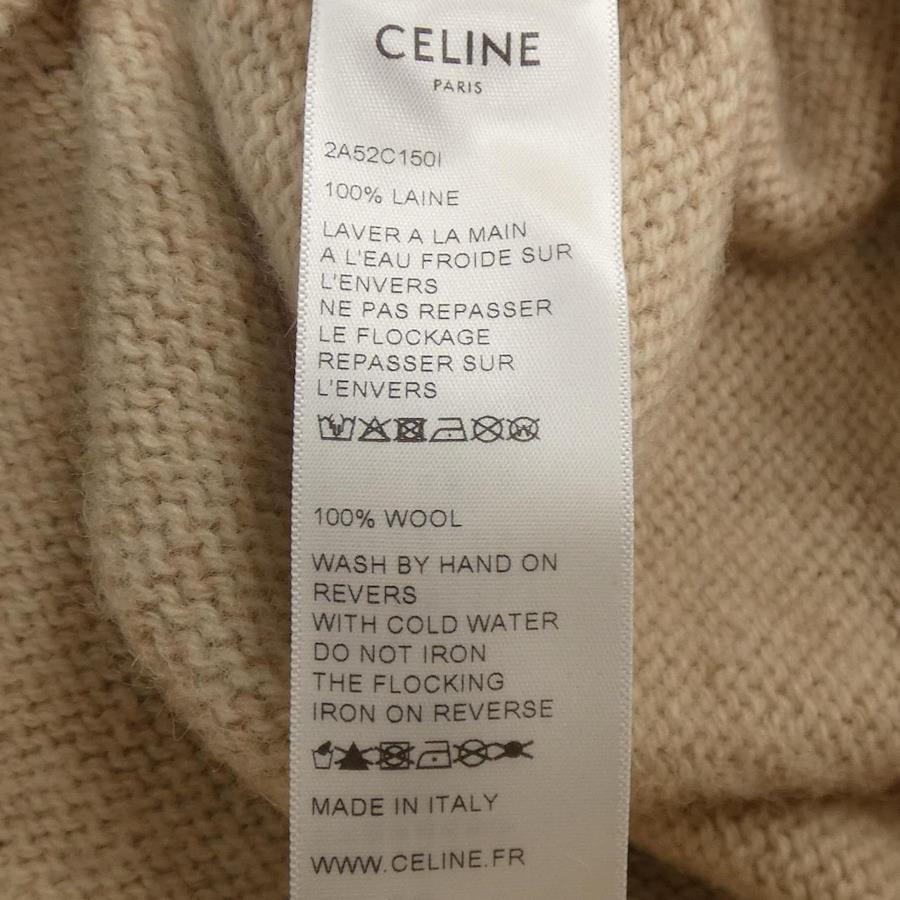 CELINE
PARIS
2A52C150I
100% LAINE
LAVER A LA MAIN
A L'EAU FROIDE SUR
L'ENVERS
NE PAS REPASSER
LE FLOCKAGE
REPASSER SUR
L'ENVERS
100% WOOL
WASH BY HAND ON
REVERS
WITH COLD WATER
DO NOT IRON
THE FLOCKING
IRON ON REVERSE
MADE IN ITALY
WWW.CELINE.FR